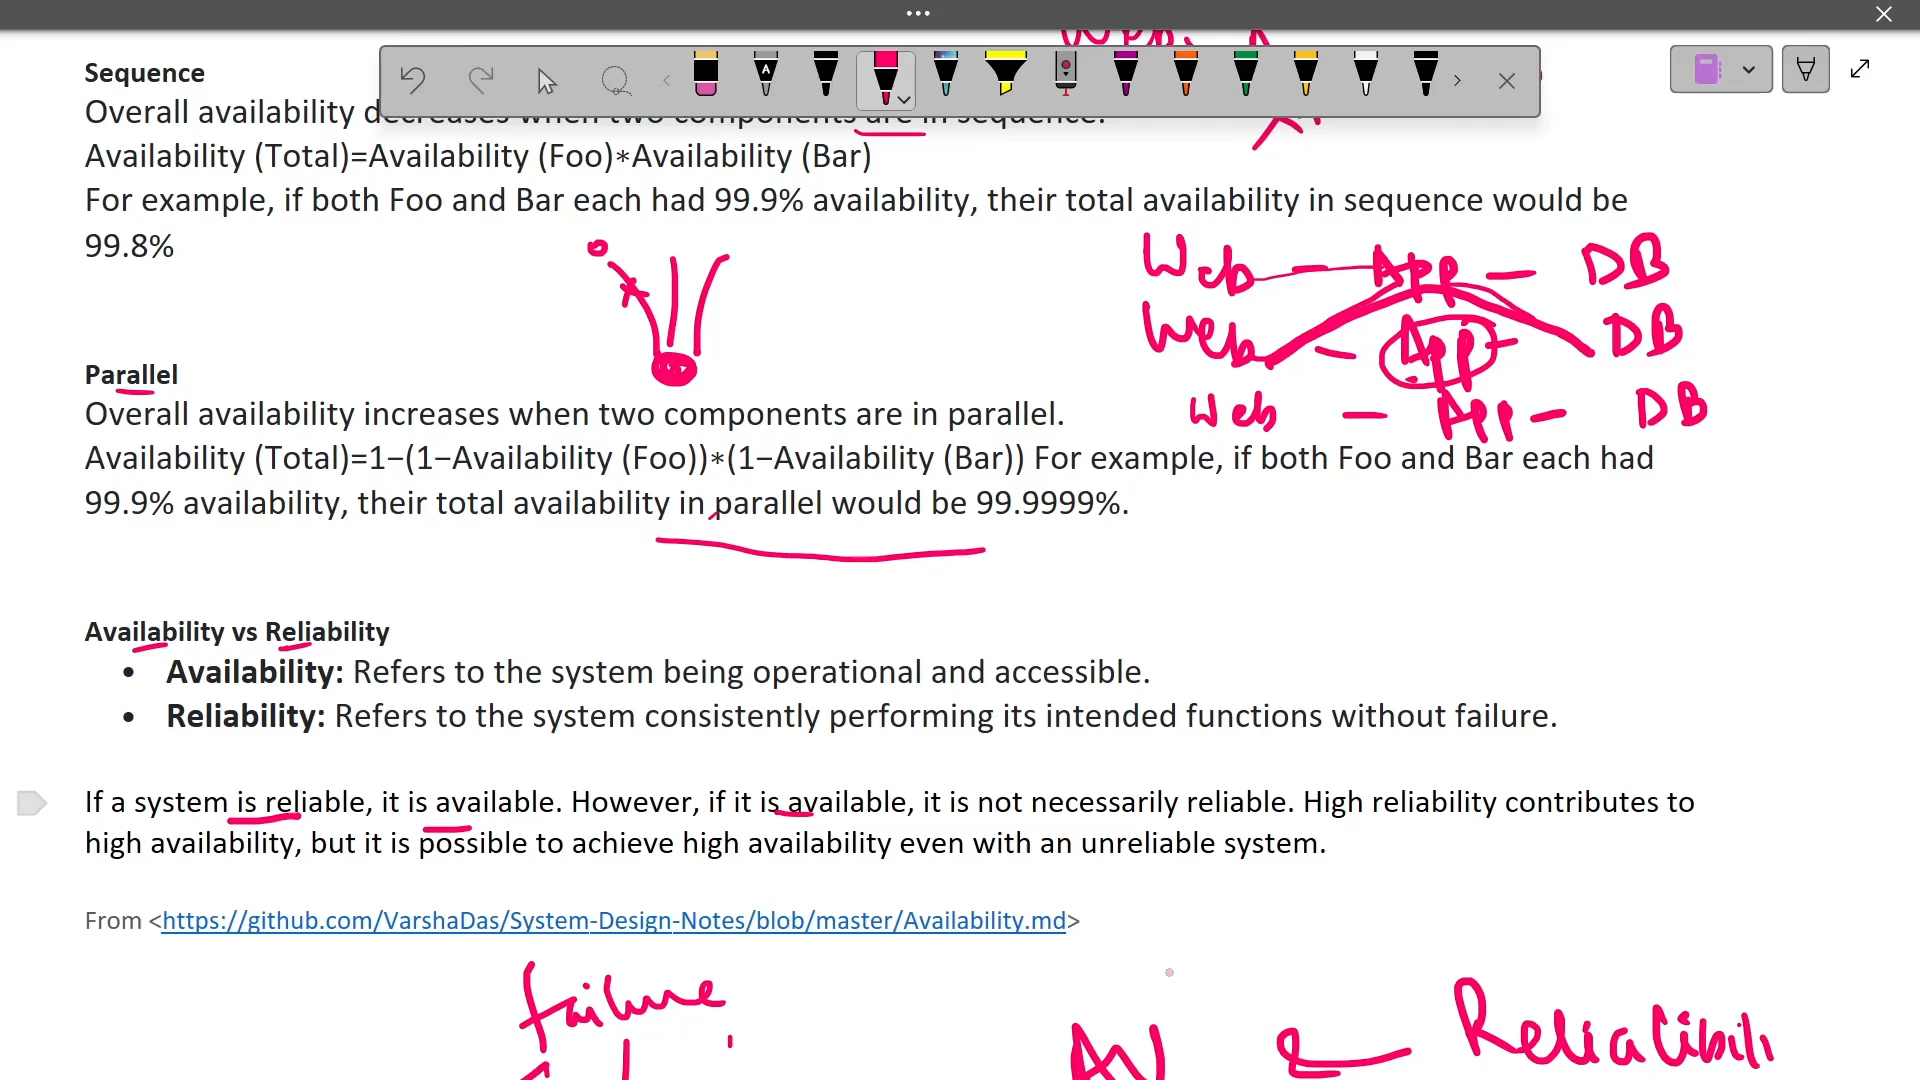 Sequence
Overall availability decreases when two components are in sequence.
Availability (Total)=Availability (Foo)*Availability (Bar)
For example, if both Foo and Bar each had 99.9% availability, their total availability in sequence would be
99.8%
Web - App - DB
Web - App - DB
Web - App - DB
Parallel
Overall availability increases when two components are in parallel.
Availability (Total)=1−(1−Availability (Foo))*(1−Availability (Bar)) For example, if both Foo and Bar each had
99.9% availability, their total availability in parallel would be 99.9999%.
Availability vs Reliability
• Availability: Refers to the system being operational and accessible.
• Reliability: Refers to the system consistently performing its intended functions without failure.
If a system is reliable, it is available. However, if it is available, it is not necessarily reliable. High reliability contributes to
high availability, but it is possible to achieve high availability even with an unreliable system.
From <https://github.com/VarshaDas/System-Design-Notes/blob/master/Availability.md>
failure